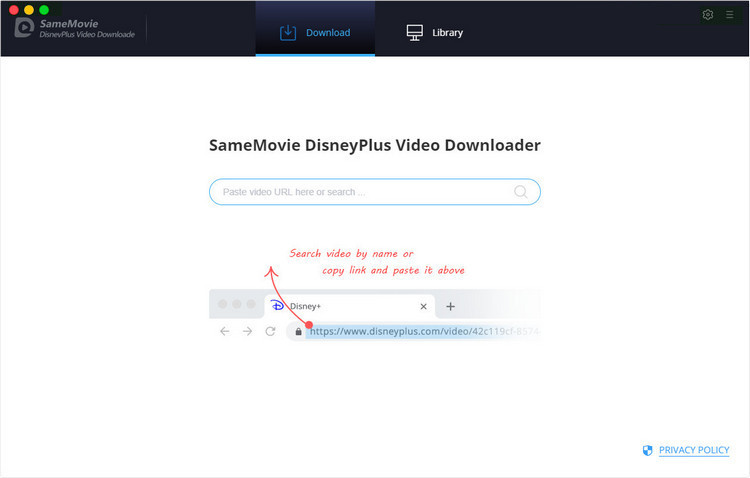 SameMovie
DisnevPlus Video Downloade
Download
Library
SameMovie DisneyPlus Video Downloader
Paste video URL here or search ...
Search video by name or
copy link and paste it above
Disney+
https://www.disneyplus.com/video/42c119cf-8574
PRIVACY POLICY